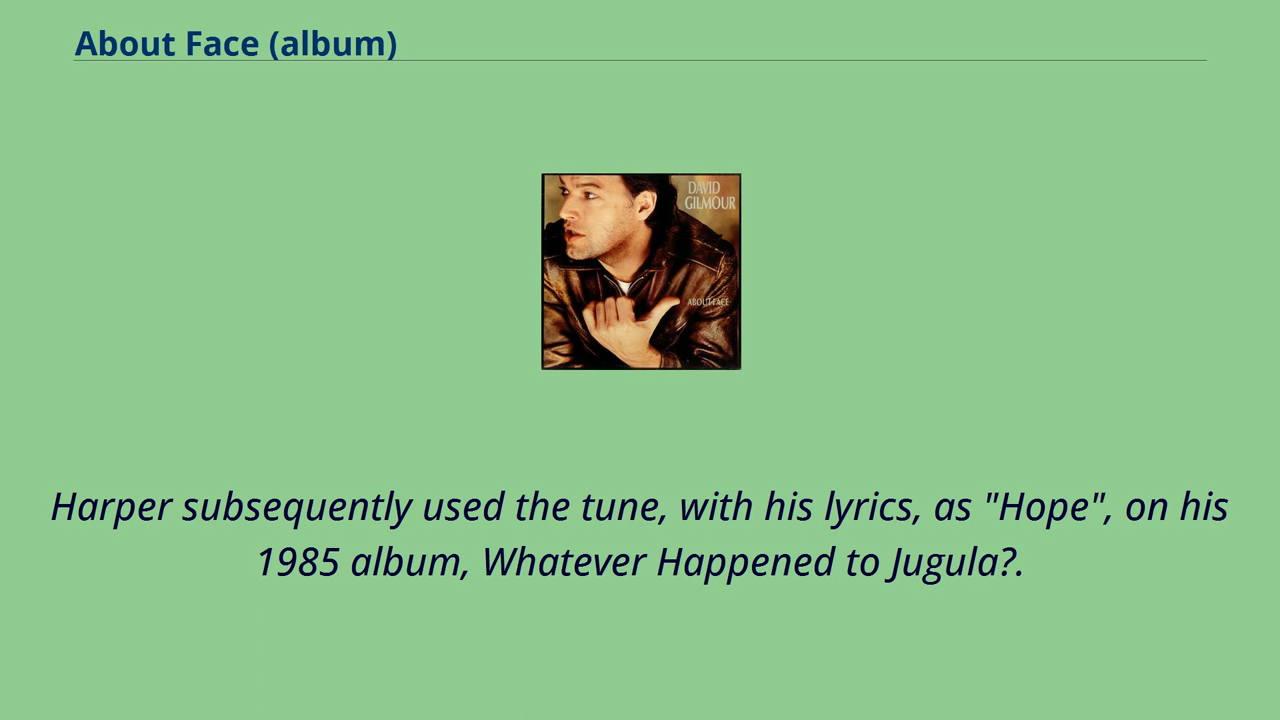 About Face (album)
DAVID
GILMOUR
ABOUT FACE
Harper subsequently used the tune, with his lyrics, as "Hope", on his
1985 album, Whatever Happened to Jugula?.